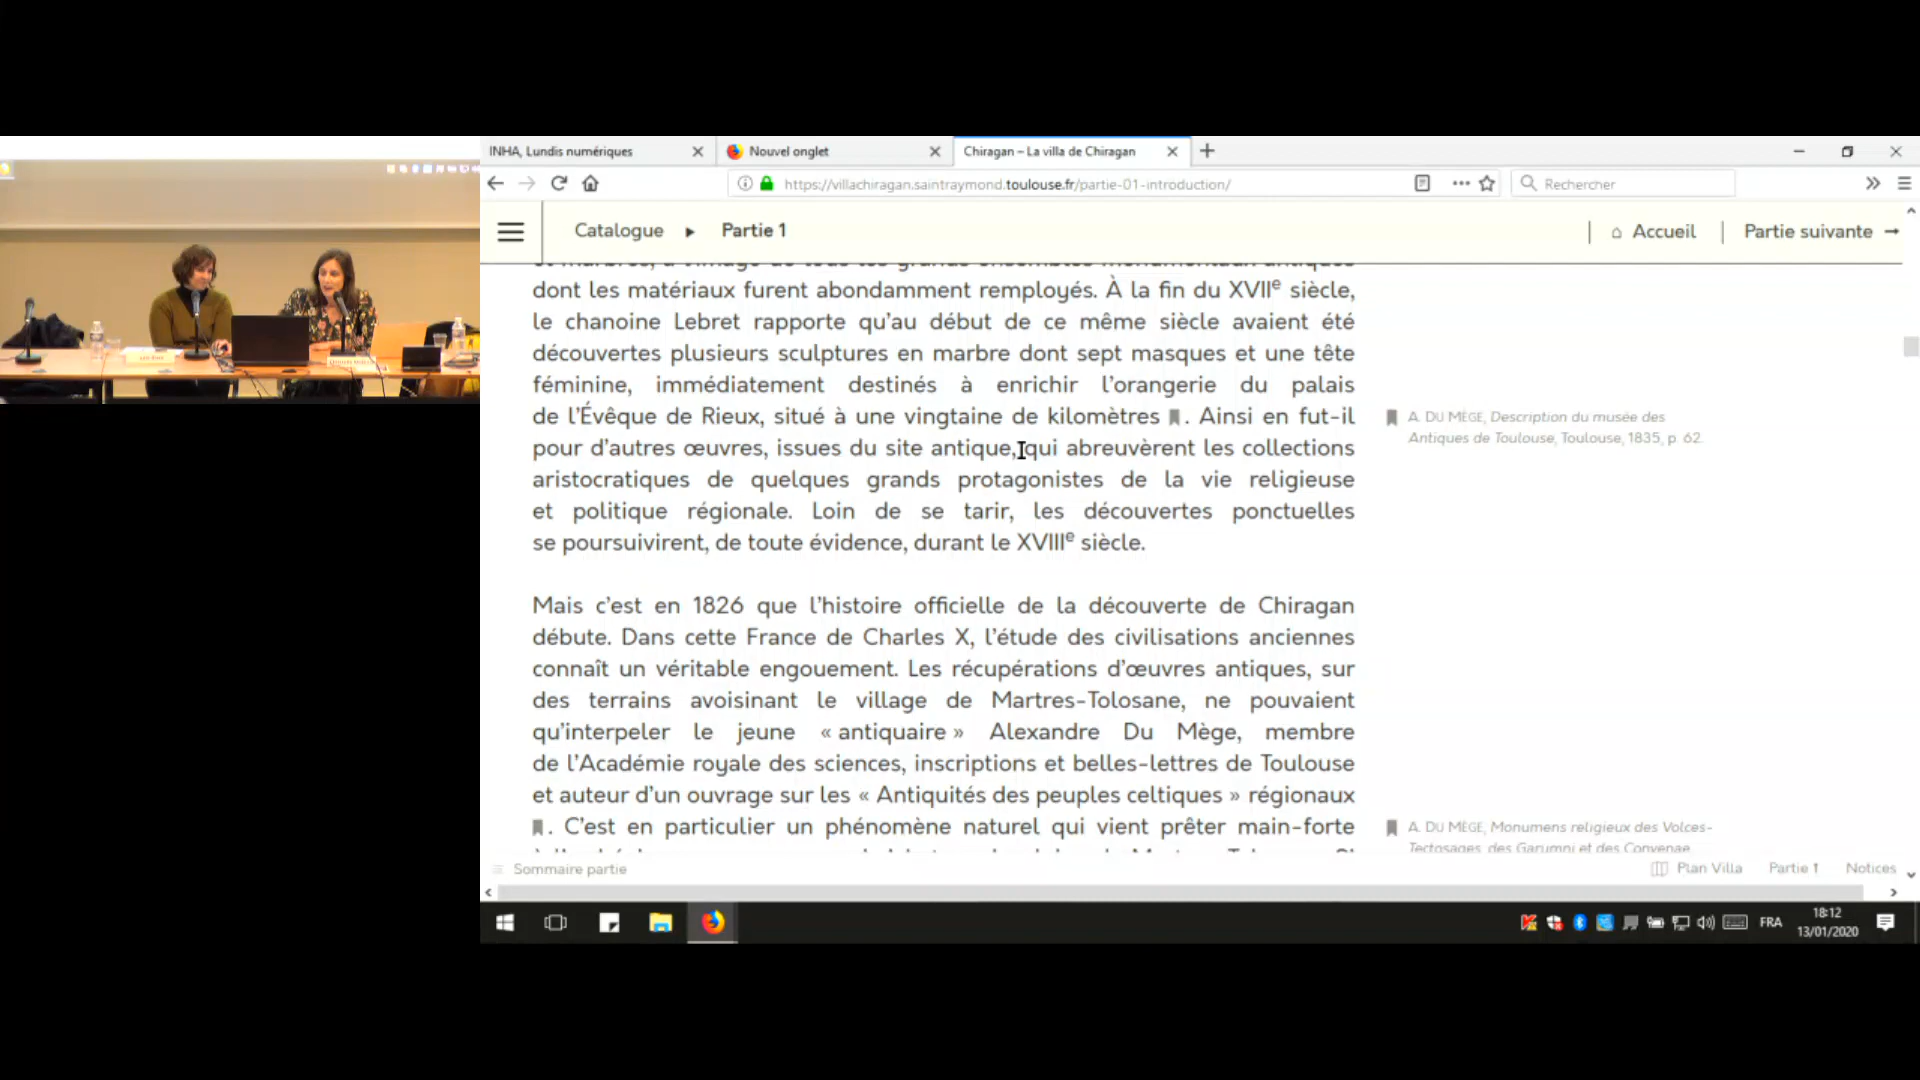 INHA, Lundis numériques
Nouvel onglet
Chiragan – La villa de Chiragan
https://villachiragan.saintraymond.toulouse.fr/partie-01-introduction/
Rechercher
Catalogue ▸ Partie 1
Accueil
Partie suivante →
dont les matériaux furent abondamment remployés. À la fin du XVIIe siècle,
le chanoine Lebret rapporte qu'au début de ce même siècle avaient été
découvertes plusieurs sculptures en marbre dont sept masques et une tête
féminine, immédiatement destinés à enrichir l'orangerie du palais
de l'Évêque de Rieux, situé à une vingtaine de kilomètres . Ainsi en fut-il
pour d'autres œuvres, issues du site antique, qui abreuvèrent les collections
aristocratiques de quelques grands protagonistes de la vie religieuse
et politique régionale. Loin de se tarir, les découvertes ponctuelles
se poursuivirent, de toute évidence, durant le XVIIIe siècle.
A. DU MÈGE, Description du musée des
Antiques de Toulouse, Toulouse, 1835, p. 62.
Mais c'est en 1826 que l'histoire officielle de la découverte de Chiragan
débute. Dans cette France de Charles X, l'étude des civilisations anciennes
connaît un véritable engouement. Les récupérations d'œuvres antiques, sur
des terrains avoisinant le village de Martres-Tolosane, ne pouvaient
qu'interpeler le jeune « antiquaire » Alexandre Du Mège, membre
de l'Académie royale des sciences, inscriptions et belles-lettres de Toulouse
et auteur d'un ouvrage sur les « Antiquités des peuples celtiques » régionaux
. C'est en particulier un phénomène naturel qui vient prêter main-forte
A. DU MÈGE, Monumens religieux des Volces-
Tectosages, des Garumni et des Convenae
Sommaire partie
Plan Villa
Partie 1
Notices
FRA
18:12
13/01/2020